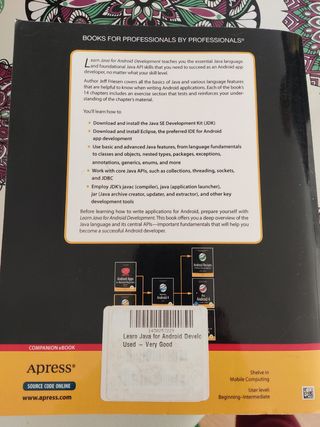 BOOKS FOR PROFESSIONALS BY PROFESSIONALS®
Learn Java for Android Development teaches you the essential Java language
and foundational Java API skills that you need to succeed as an Android app
developer, no matter what your skill level.
Author Jeff Friesen covers all the basics of Java and various language features
that are helpful to know when writing Android applications. Each of the book's
14 chapters includes an exercise section that tests and reinforces your under-
standing of the chapter's material.
You'll learn how to
• Download and install the Java SE Development Kit (JDK)
• Download and install Eclipse, the preferred IDE for Android
app development
• Use basic and advanced Java features, from language fundamentals
to classes and objects, nested types, packages, exceptions,
annotations, generics, enums, and more
• Work with core Java APIs, such as collections, threading, sockets,
and JDBC
• Employ JDK's javac (compiler), java (application launcher),
jar (Java archive creator, updater, and extractor), and other key
development tools
Before learning how to write applications for Android, prepare yourself with
Learn Java for Android Development. This book offers you a deep overview of the
Java language and its central APIs—important fundamentals that will help you
become a successful Android developer.
Learn Java for Android Develo
Used - Very Good
COMPANION eBOOK
Apress®
SOURCE CODE ONLINE
www.apress.com
Shelve in
Mobile Computing
User level:
Beginning–Intermediate